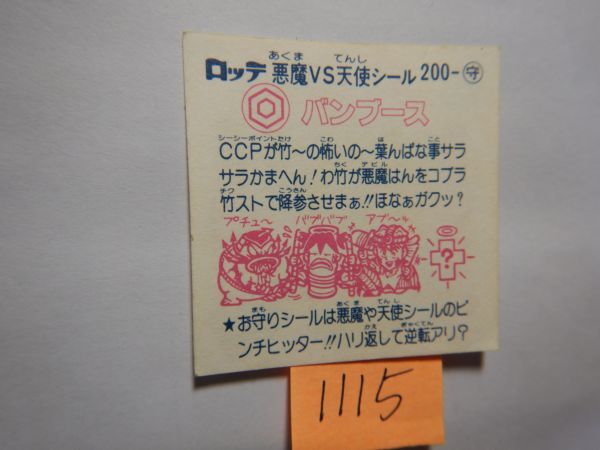 あくま てんし
ロッテ 悪魔VS天使シール 200-守
バンブース
シーシーポイントたけ こわ ぱ こと
CCPが竹〜の怖いの〜葉んばな事サラ
ちく デビル
サラかまへん!わ竹が悪魔はんをコブラ
チワ こうさん
竹ストで降参させまぁ!!ほなぁガクッ?
プチュ〜 バブバブ アブ〜ル
?
まも あくま てんし
★お守りシールは悪魔や天使シールのピ
かえ ぎゃくてん
ンチヒッター!!ハリ返して逆転アリ?
1115